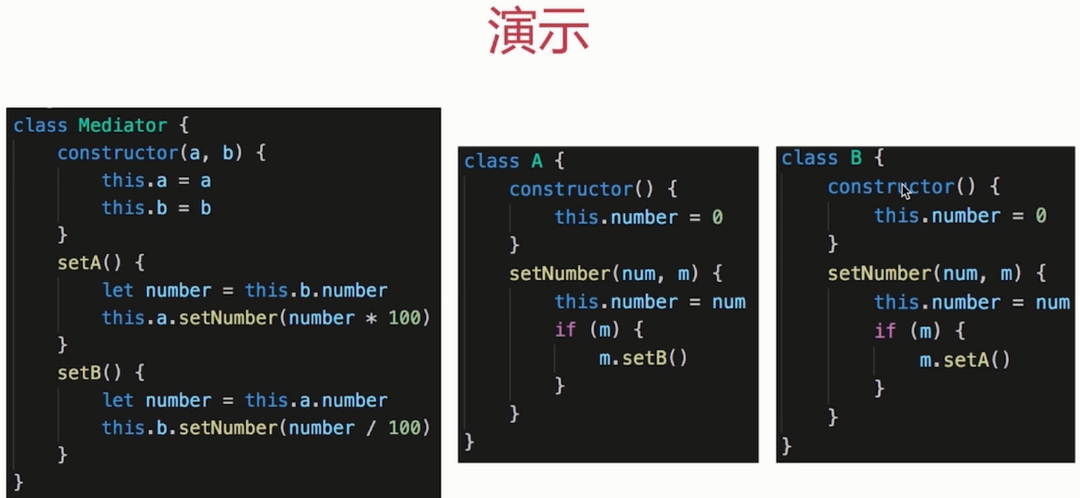 演示
class Mediator {
    constructor(a, b) {
        this.a = a
        this.b = b
    }
    setA() {
        let number = this.b.number
        this.a.setNumber(number * 100)
    }
    setB() {
        let number = this.a.number
        this.b.setNumber(number / 100)
    }
}
class A {
    constructor() {
        this.number = 0
    }
    setNumber(num, m) {
        this.number = num
        if (m) {
            m.setB()
        }
    }
}
class B {
    constructor() {
        this.number = 0
    }
    setNumber(num, m) {
        this.number = num
        if (m) {
            m.setA()
        }
    }
}